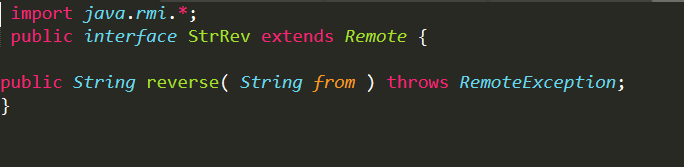 import java.rmi.*;
public interface StrRev extends Remote {
public String reverse( String from ) throws RemoteException;
}